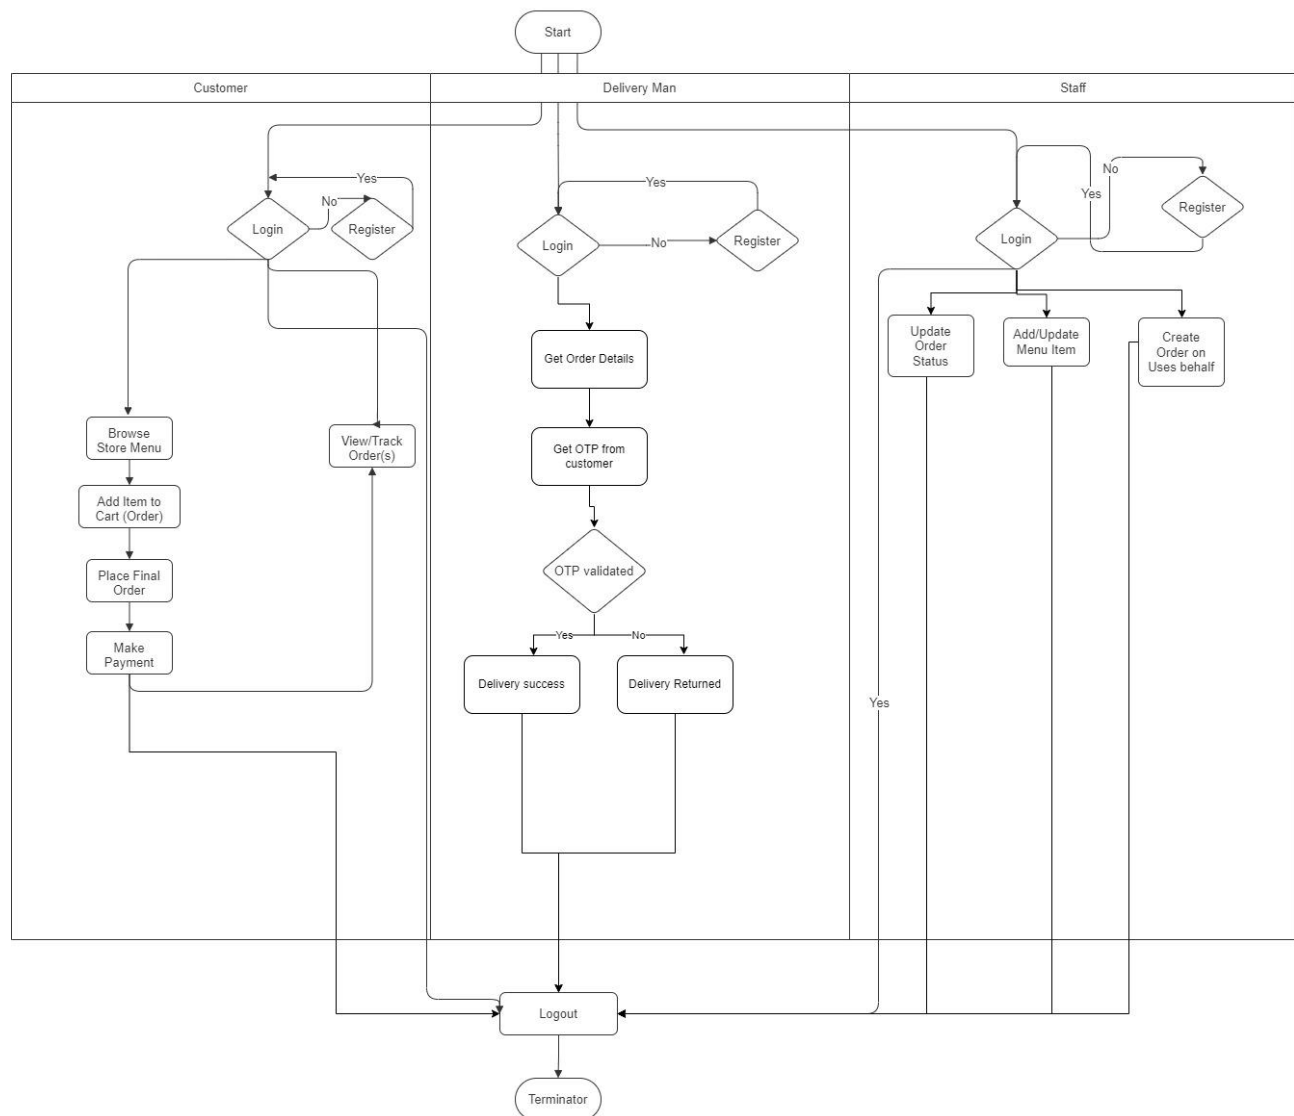 Start
Customer
Delivery Man
Staff
Yes
No
Login
Register
Yes
Login
No
Register
No
Yes
Register
Login
Get Order Details
Update
Order
Status
Add/Update
Menu Item
Create
Order on
Uses behalf
Browse
Store Menu
View/Track
Order(s)
Get OTP from
customer
Add Item to
Cart (Order)
Place Final
Order
OTP validated
Make
Payment
Yes
No
Delivery success
Delivery Returned
Yes
Logout
Terminator